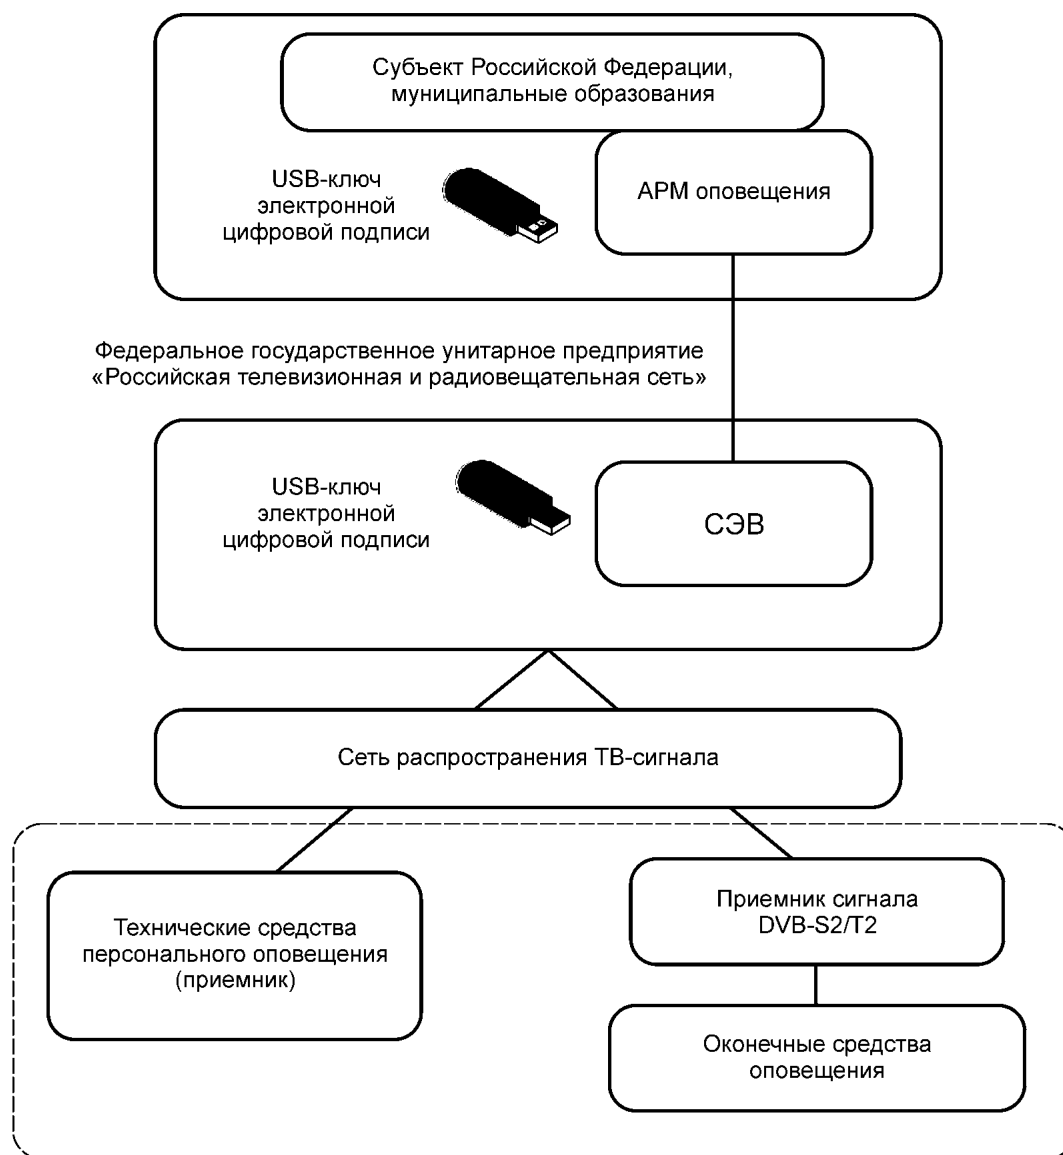 Субъект Российской Федерации,
муниципальные образования
USB-ключ
электронной
цифровой подписи
АРМ оповещения
Федеральное государственное унитарное предприятие
«Российская телевизионная и радиовещательная сеть»
USB-ключ
электронной
цифровой подписи
СЭВ
Сеть распространения ТВ-сигнала
Технические средства
персонального оповещения
(приемник)
Приемник сигнала
DVB-S2/T2
Оконечные средства
оповещения